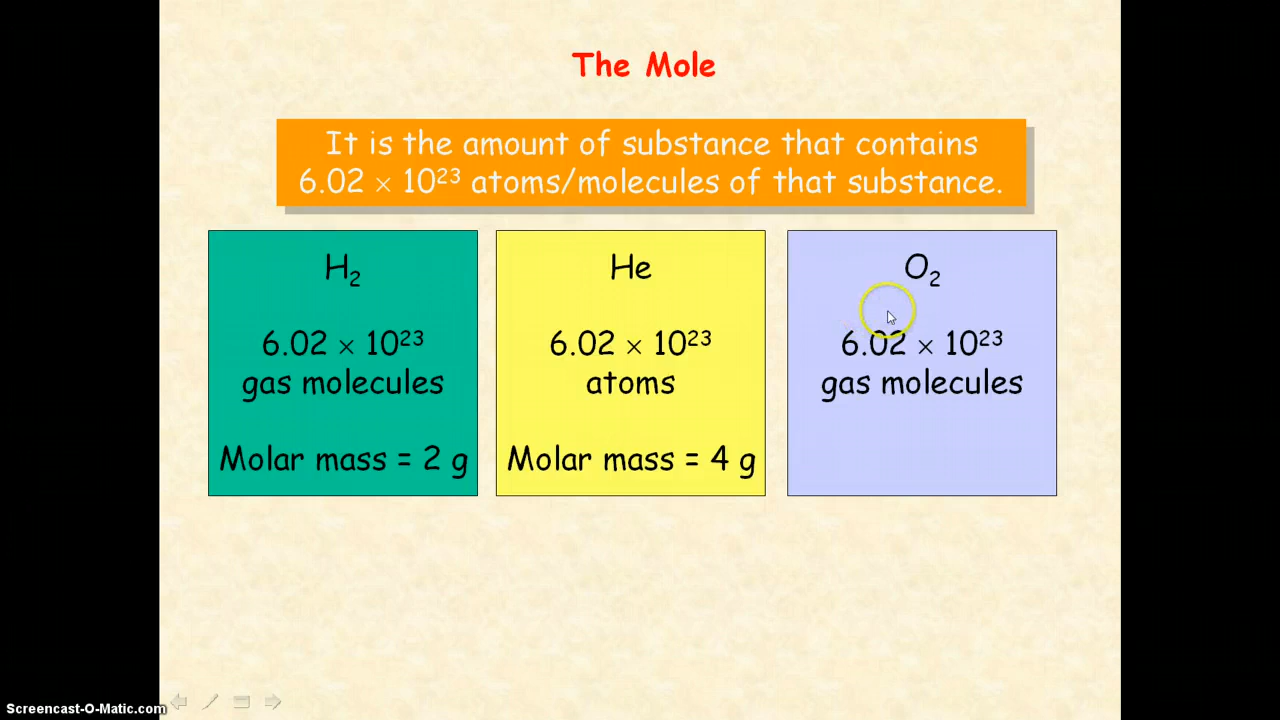 The Mole
It is the amount of substance that contains
6.02 × 10²³ atoms/molecules of that substance.
H₂
6.02 × 10²³
gas molecules
Molar mass = 2 g
He
6.02 × 10²³
atoms
Molar mass = 4 g
O₂
6.02 × 10²³
gas molecules
Screencast-O-Matic.com